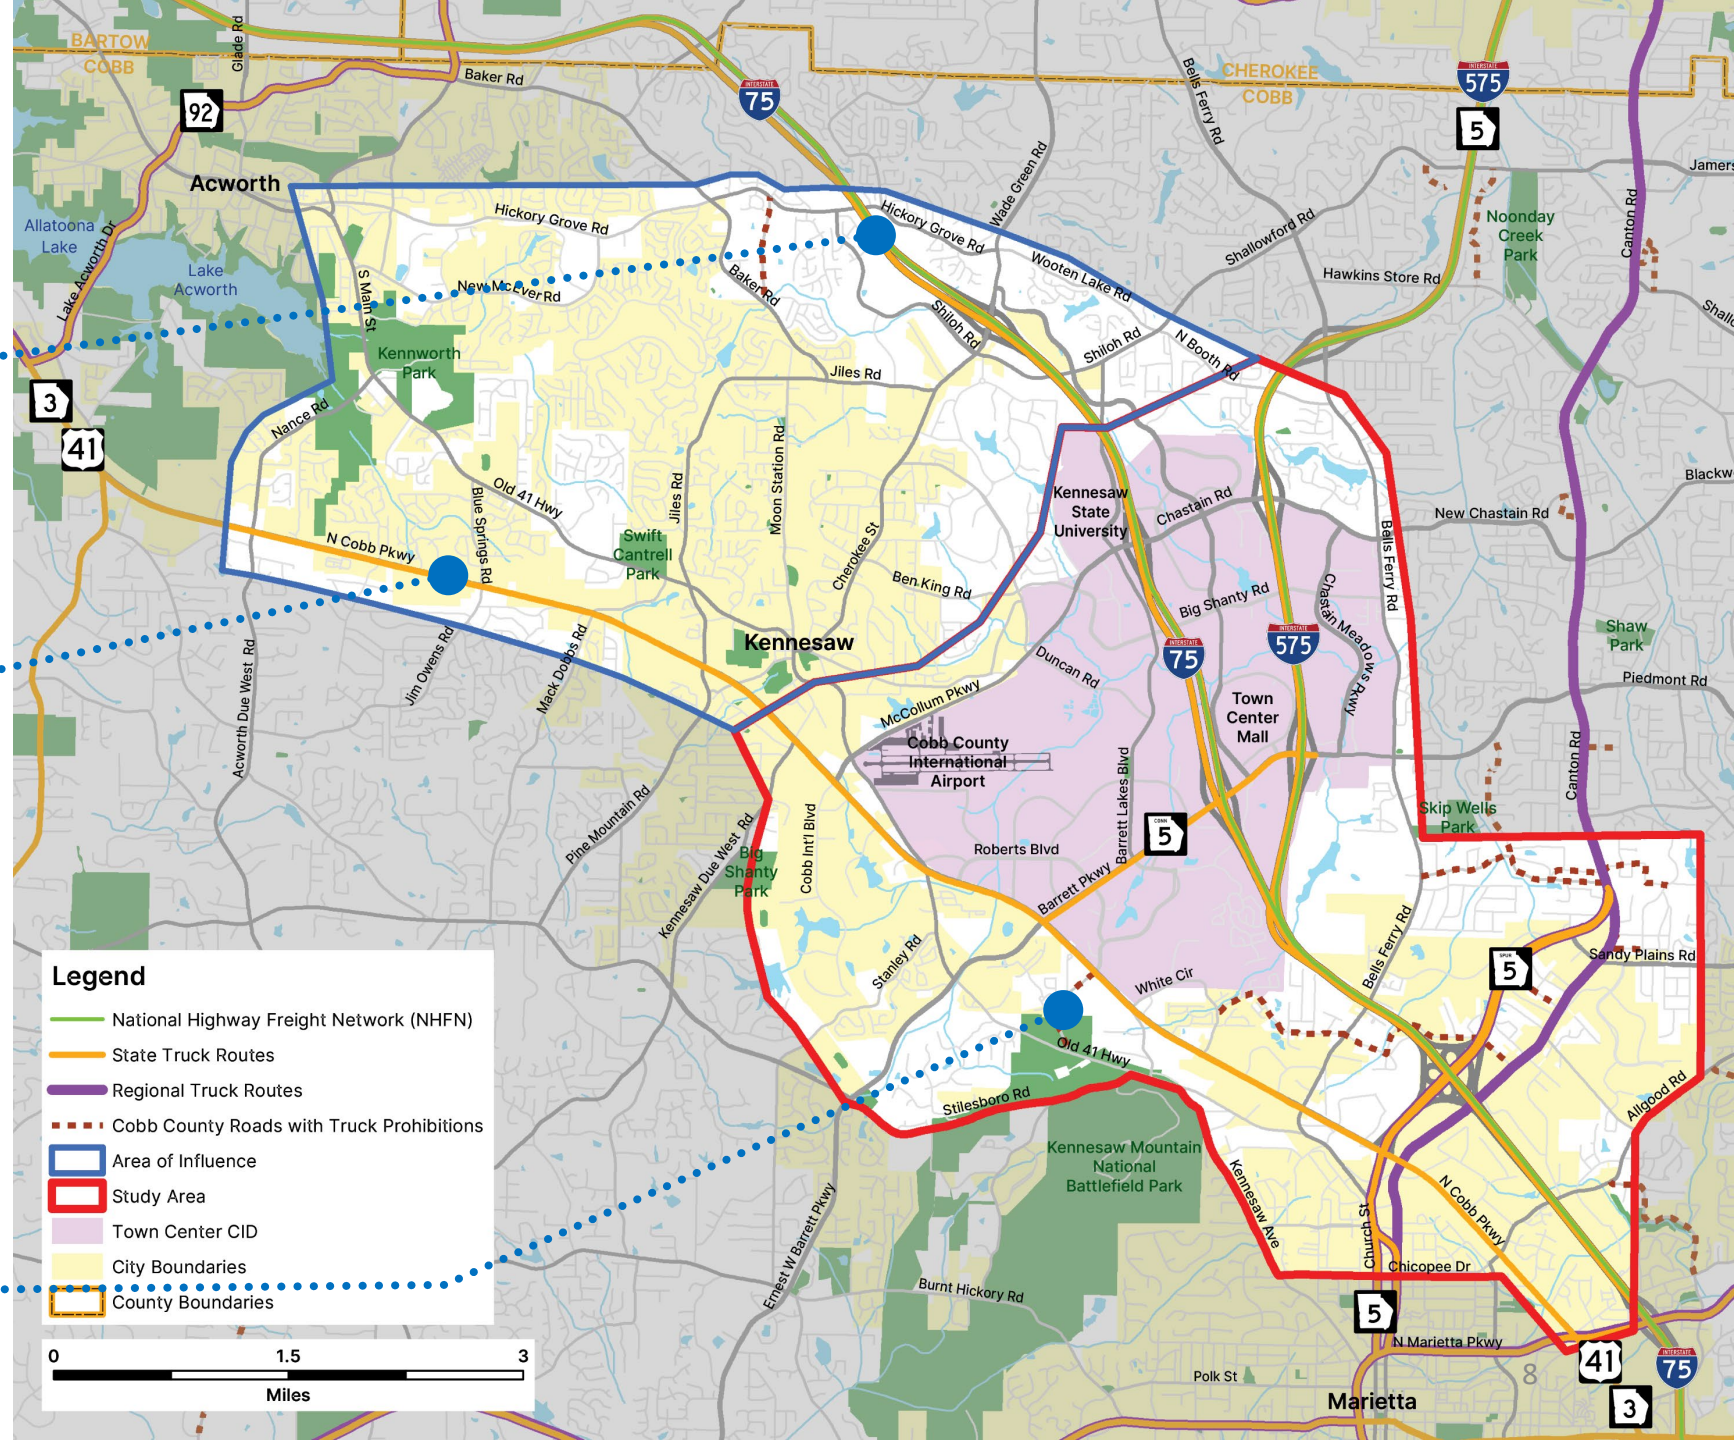 BARTOW
COBB
Glade Rd
Baker Rd
INTERSTATE
75
92
Bells Ferry Rd
CHEROKEE
COBB
INTERSTATE
575
5
Acworth
Allatoona
Lake
Lake Acworth Dr
Lake
Acworth
Hickory Grove Rd
Hickory Grove Rd
Wade Green Rd
Wooten Lake Rd
Shallowford Rd
Hawkins Store Rd
Noonday
Creek
Park
Canton Rd
Jamers
Shall
S Main St
New McEver Rd
Baker Rd
Shiloh Rd
Shiloh Rd
N Booth Rd
Kennworth
Park
Jiles Rd
3
41
Nance Rd
Old 41 Hwy
Blue Springs Rd
N Cobb Pkwy
Jiles Rd
Moon Station Rd
Cherokee St
Swift
Cantrell
Park
Ben King Rd
Kennesaw
State
University
Chastain Rd
Big Shanty Rd
Chastain Meadows Pkwy
Bells Ferry Rd
New Chastain Rd
Blackw
Shaw
Park
Piedmont Rd
Kennesaw
Duncan Rd
INTERSTATE
75
INTERSTATE
575
Town
Center
Mall
McCollum Pkwy
Cobb County
International
Airport
Acworth Due West Rd
Jim Owens Rd
Mack Dobbs Rd
Pine Mountain Rd
Kennesaw Due West Rd
Big
Shanty
Park
Cobb Int'l Blvd
Roberts Blvd
Barrett Lakes Blvd
Barrett Pkwy
CONN
5
Skip Wells
Park
Canton Rd
Stanley Rd
White Cir
Bells Ferry Rd
SPUR
5
Sandy Plains Rd
Old 41 Hwy
Stilesboro Rd
Allgood Rd
Kennesaw Mountain
National
Battlefield Park
Kennesaw Ave
Church St
N Cobb Pkwy
Chicopee Dr
Ernest W Barrett Pkwy
Burnt Hickory Rd
5
N Marietta Pkwy
41
INTERSTATE
75
3
Polk St
Marietta
8
Legend
National Highway Freight Network (NHFN)
State Truck Routes
Regional Truck Routes
Cobb County Roads with Truck Prohibitions
Area of Influence
Study Area
Town Center CID
City Boundaries
County Boundaries
0 1.5 3
Miles